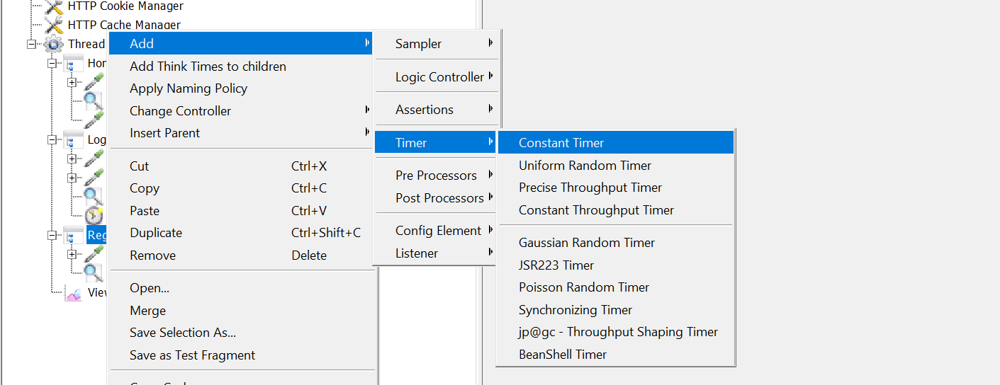 HTTP Cookie Manager
HTTP Cache Manager
Thread
Hor
Log
Reg
Viev
Add
Add Think Times to children
Apply Naming Policy
Change Controller
Insert Parent
Cut Ctrl+X
Copy Ctrl+C
Paste Ctrl+V
Duplicate Ctrl+Shift+C
Remove Delete
Open...
Merge
Save Selection As...
Save as Test Fragment
Sampler
Logic Controller
Assertions
Timer
Pre Processors
Post Processors
Config Element
Listener
Constant Timer
Uniform Random Timer
Precise Throughput Timer
Constant Throughput Timer
Gaussian Random Timer
JSR223 Timer
Poisson Random Timer
Synchronizing Timer
jp@gc - Throughput Shaping Timer
BeanShell Timer